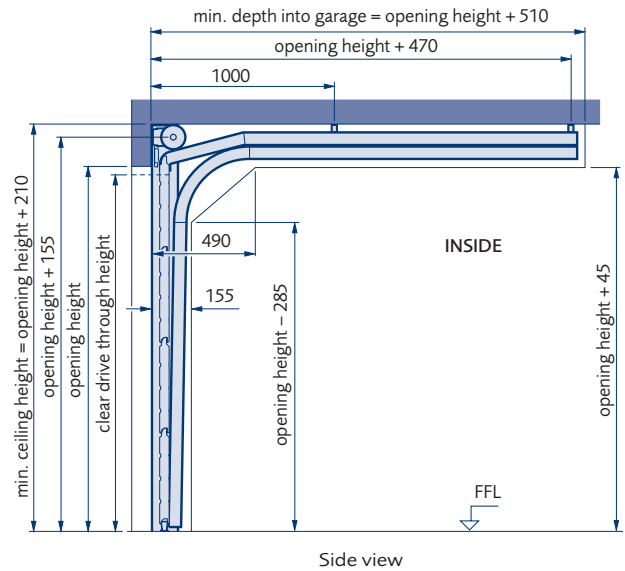 min. depth into garage = opening height + 510
opening height + 470
1000
min. ceiling height = opening height + 210
opening height + 155
opening height
clear drive through height
490
155
opening height – 285
INSIDE
opening height + 45
FFL
Side view